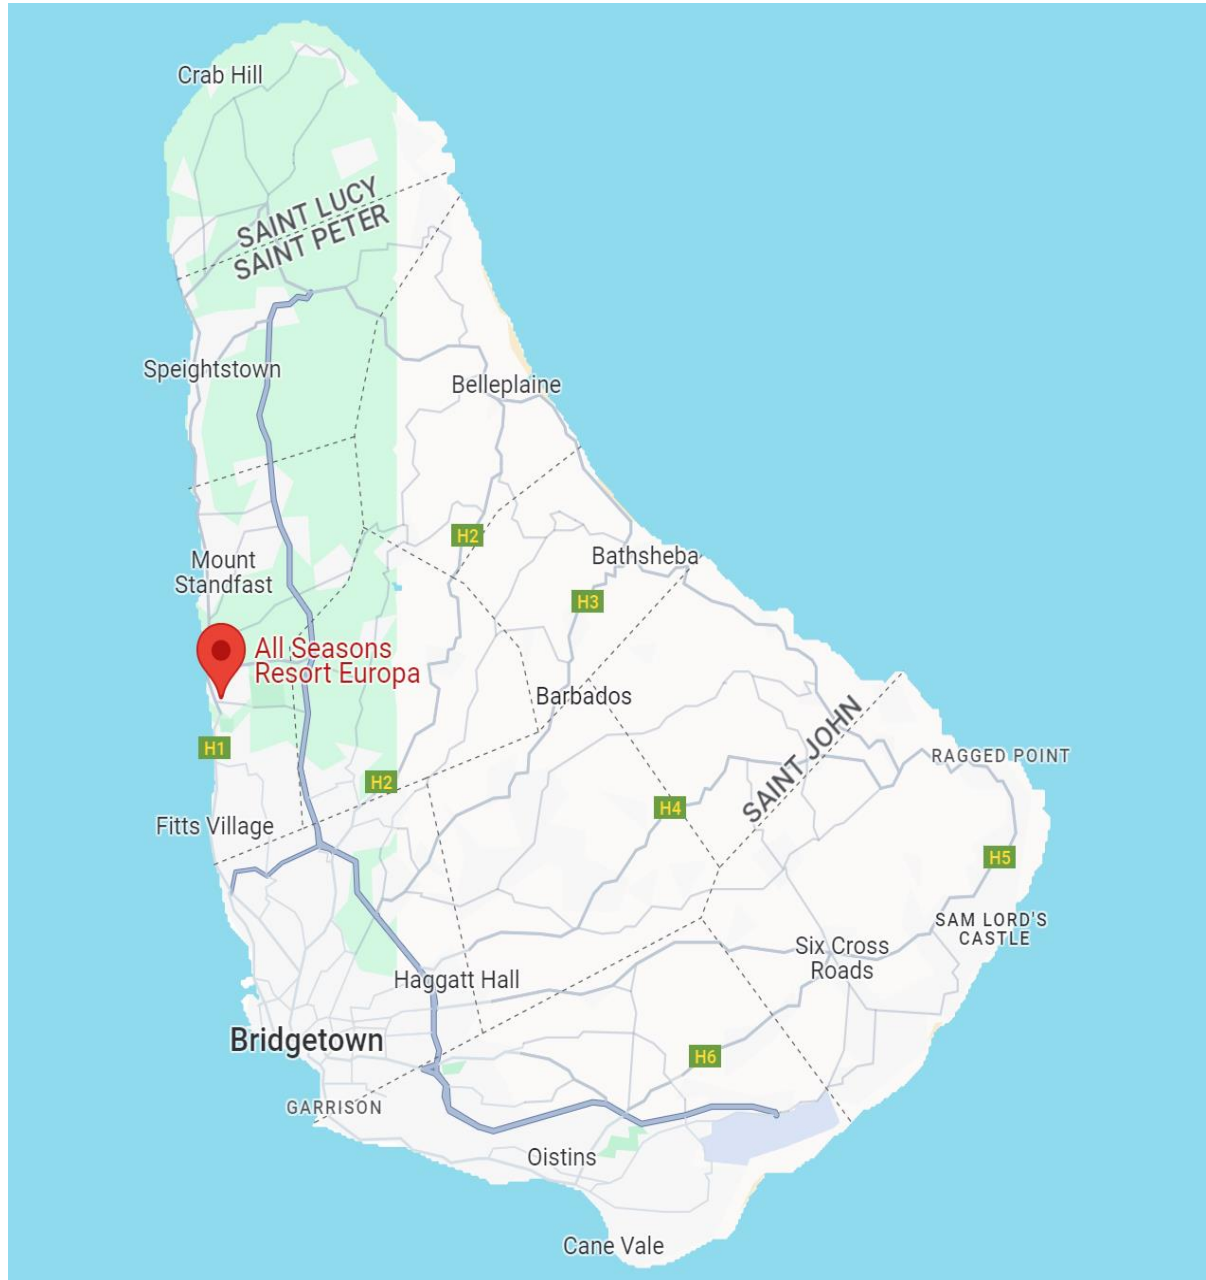 Crab Hill
SAINT LUCY
SAINT PETER
Speightstown
Belleplaine
H2
Mount
Standfast
Bathsheba
H3
All Seasons
Resort Europa
Barbados
SAINT JOHN
H1
RAGGED POINT
H2
H4
Fitts Village
H5
SAM LORD'S
CASTLE
Six Cross
Roads
Haggatt Hall
Bridgetown
H6
GARRISON
Oistins
Cane Vale